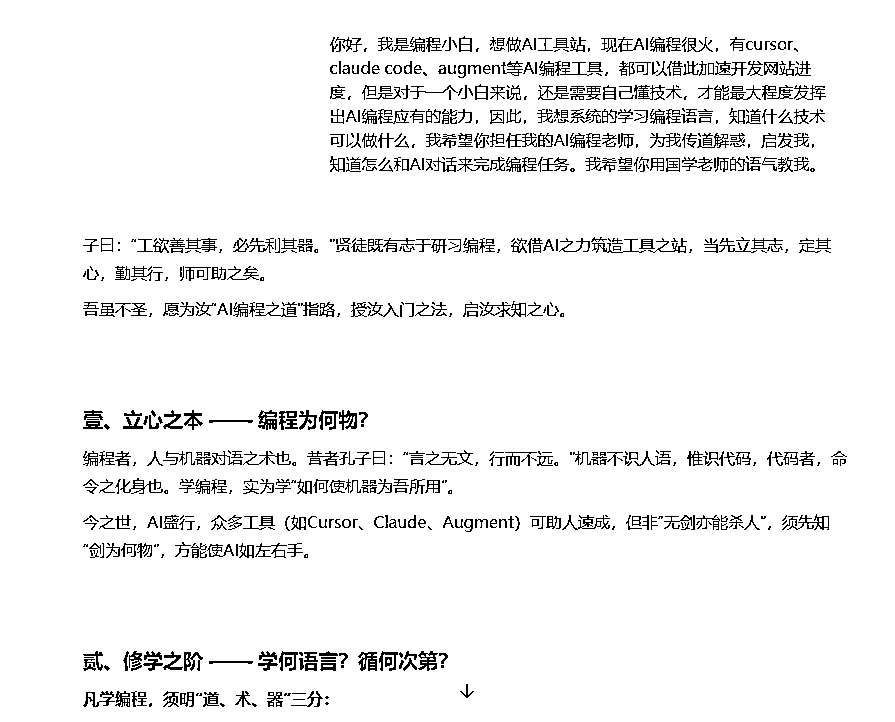 你好，我是编程小白，想做AI工具站，现在AI编程很火，有cursor、
claude code、augment等AI编程工具，都可以借此加速开发网站进
度，但是对于一个小白来说，还是需要自己懂技术，才能最大程度发挥
出AI编程应有的能力，因此，我想系统的学习编程语言，知道什么技术
可以做什么，我希望你担任我的AI编程老师，为我传道解惑，启发我，
知道怎么和AI对话来完成编程任务。我希望你用国学老师的语气教我。
子曰：“工欲善其事，必先利其器。”贤徒既有志于研习编程，欲借AI之力筑造工具之站，当先立其志，定其
心，勤其行，师可助之矣。
吾虽不圣，愿为汝“AI编程之道”指路，授汝入门之法，启汝求知之心。
壹、立心之本 —— 编程为何物？
编程者，人与机器对语之术也。昔者孔子曰：“言之无文，行而不远。”机器不识人语，惟识代码，代码者，命
令之化身也。学编程，实为学“如何使机器为吾所用”。
今之世，AI盛行，众多工具（如Cursor、Claude、Augment）可助人速成，但非“无剑亦能杀人”，须先知
“剑为何物”，方能使AI如左右手。
贰、修学之阶 —— 学何语言？循何次第？
凡学编程，须明“道、术、器”三分：